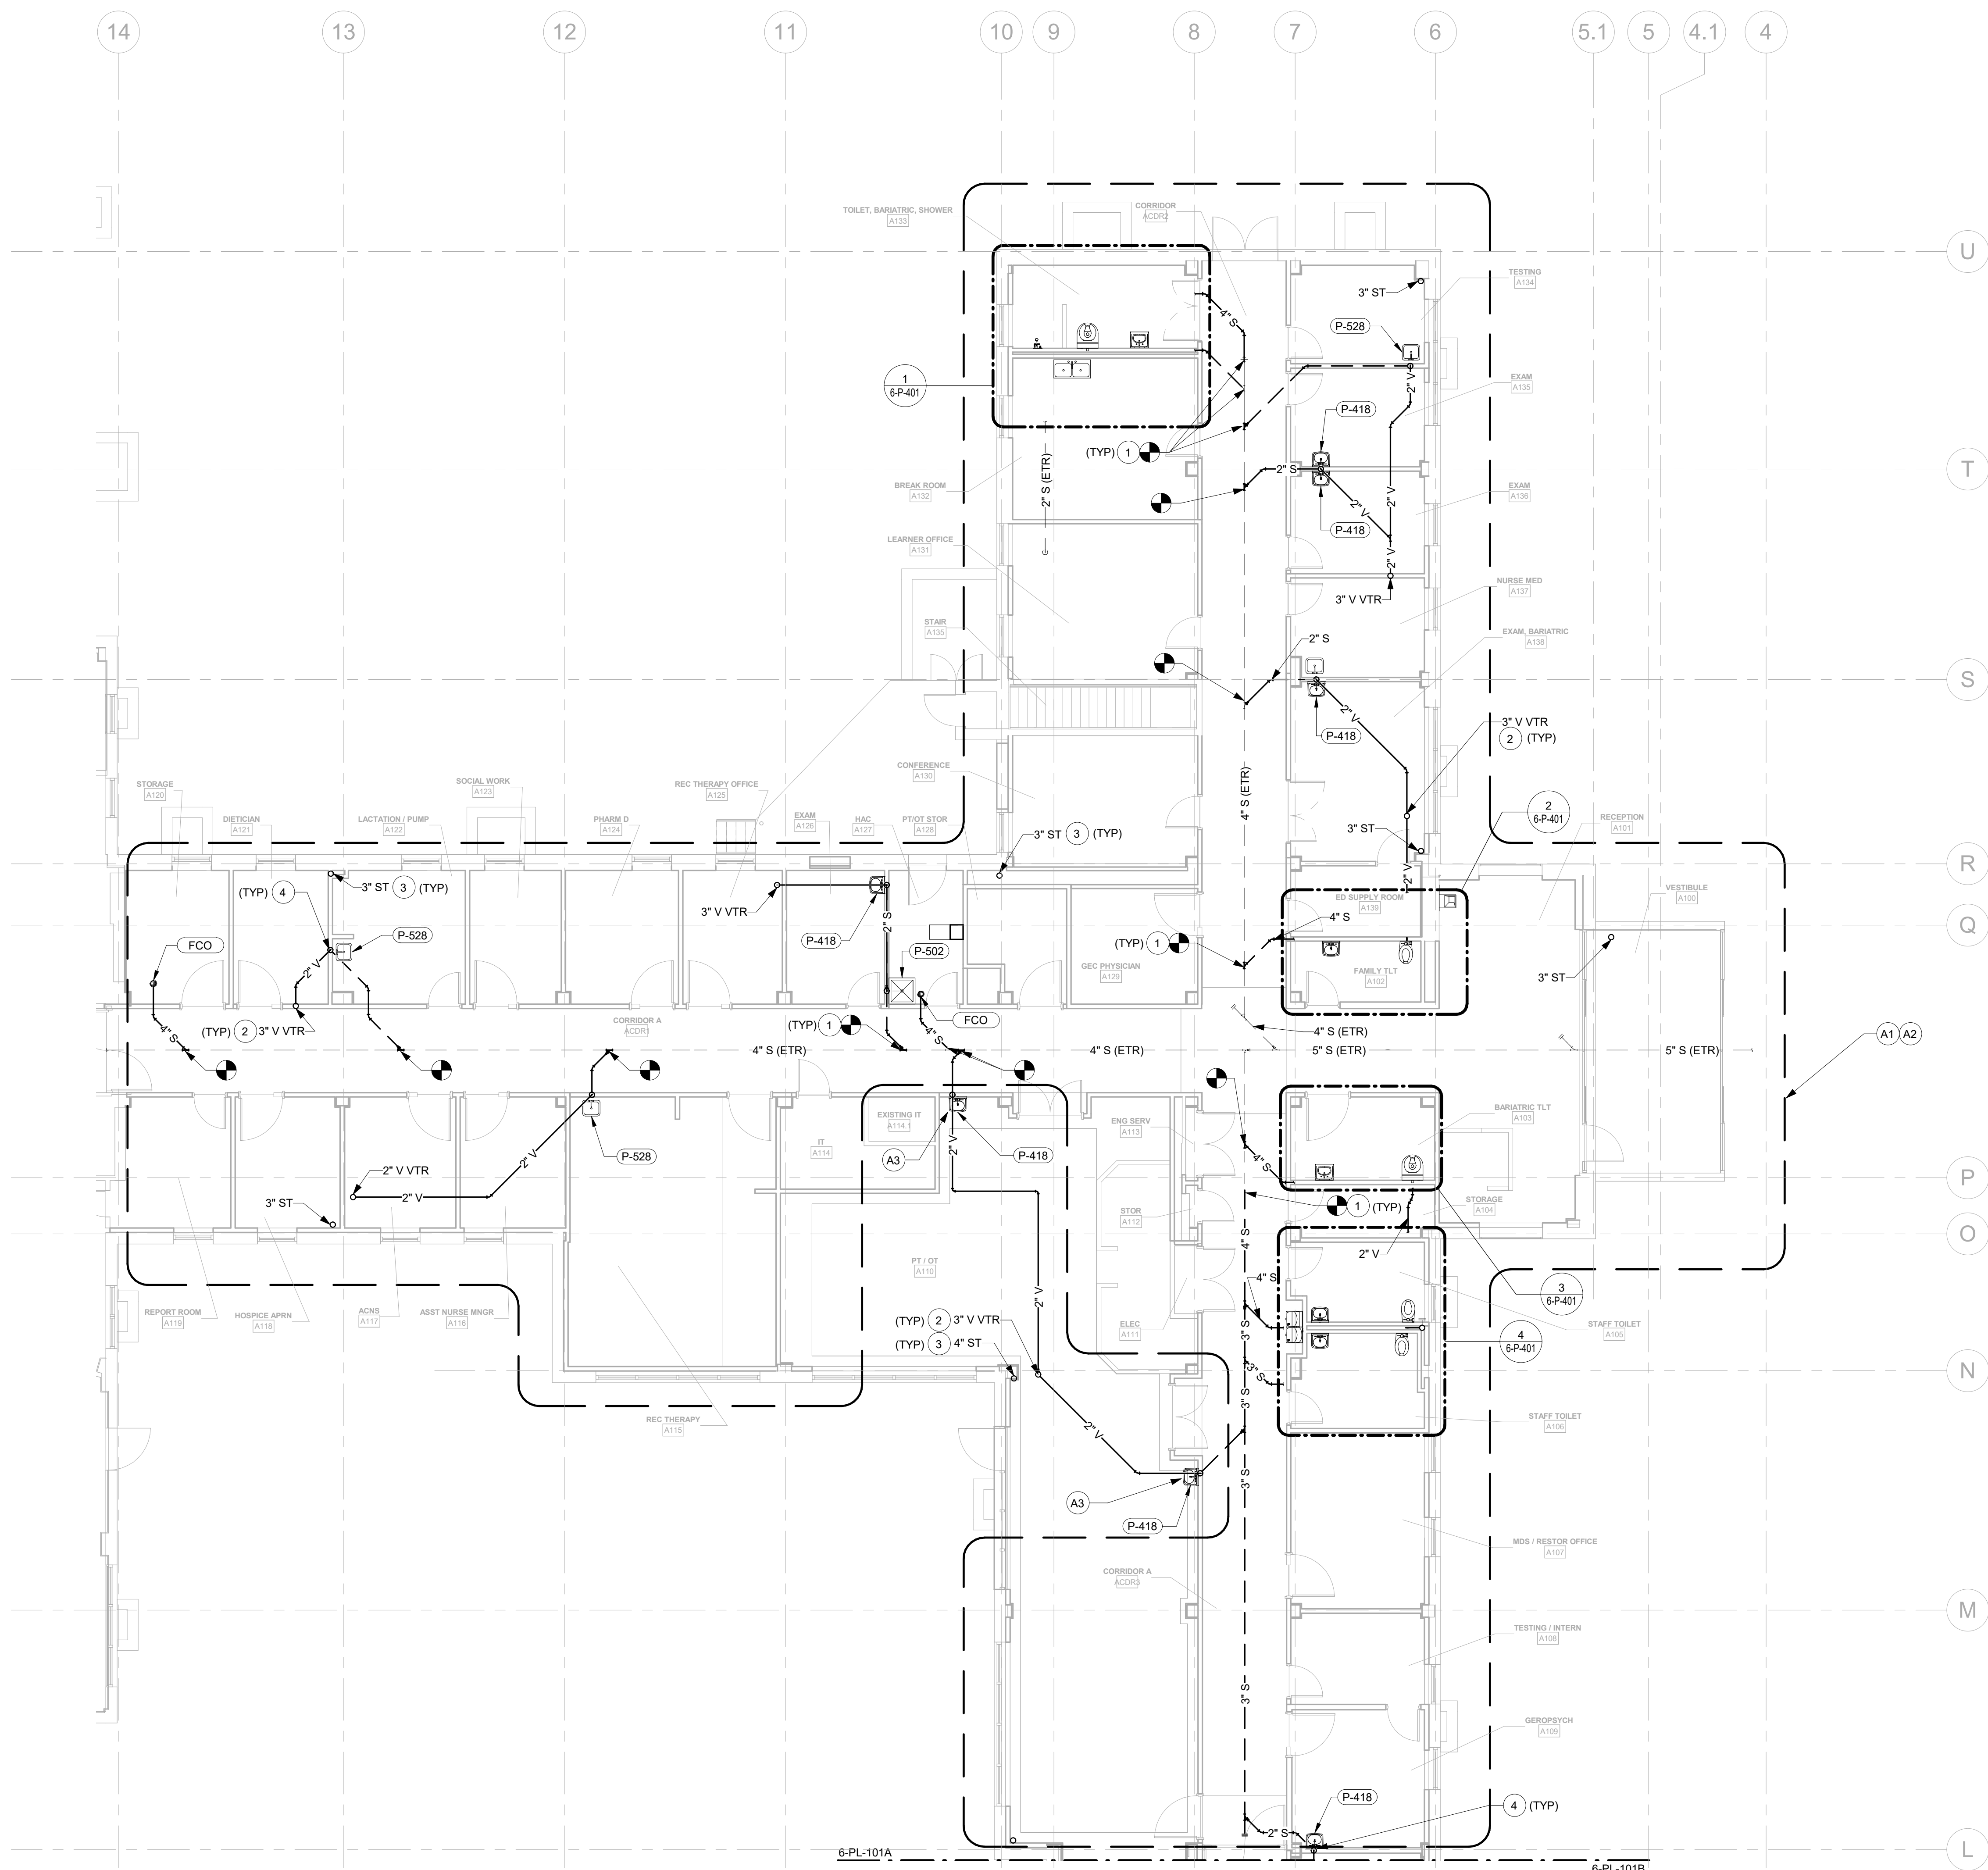 14
13
12
11
10
9
8
7
6
5.1
5
4.1
4
U
T
S
R
Q
P
O
N
M
L
TOILET, BARIATRIC, SHOWER
A133
CORRIDOR
ACDR2
TESTING
A134
3" ST
P-528
4" S
1
6-P-401
2" V
EXAM
A135
P-418
(TYP) 1
2" S (ETR)
2" S
BREAK ROOM
A132
EXAM
A136
2" V
2" V
P-418
LEARNER OFFICE
A131
2" V
NURSE MED
A137
3" V VTR
STAIR
A135
2" S
EXAM, BARIATRIC
A138
2" V
3" V VTR
2 (TYP)
P-418
CONFERENCE
A130
4" S (ETR)
STORAGE
A120
SOCIAL WORK
A123
REC THERAPY OFFICE
A125
DIETICIAN
A121
LACTATION / PUMP
A122
PHARM D
A124
EXAM
A126
HAC
A127
PT/OT STOR
A128
3" ST 3 (TYP)
3" ST
2
6-P-401
RECEPTION
A101
2" V
(TYP) 4
3" ST 3 (TYP)
3" V VTR
VESTIBULE
A100
ED SUPPLY ROOM
A139
4" S
P-528
FCO
2" S
P-418
P-502
(TYP) 1
GEC PHYSICIAN
A129
FAMILY TLT
A102
2" V
3" ST
(TYP) 2 3" V VTR
4" S
CORRIDOR A
ACDR1
(TYP) 1
4" S
FCO
4" S (ETR)
4" S (ETR)
4" S (ETR)
5" S (ETR)
5" S (ETR)
A1 A2
BARIATRIC TLT
A103
EXISTING IT
A114.1
ENG SERV
A113
IT
A114
A3
2" V
P-418
P-528
2" V
4" S
2" V VTR
2" V
3" ST
1 (TYP)
STORAGE
A104
STOR
A112
4" S
2" V
PT / OT
A110
4" S
3
6-P-401
2" V
REPORT ROOM
A119
HOSPICE APRN
A118
ACNS
A117
ASST NURSE MNGR
A116
(TYP) 2 3" V VTR
(TYP) 3 4" ST
ELEC
A111
3" S
STAFF TOILET
A105
4
6-P-401
3" S
3" S
REC THERAPY
A115
2" V
STAFF TOILET
A106
3" S
A3
P-418
MDS / RESTOR OFFICE
A107
CORRIDOR A
ACDR3
TESTING / INTERN
A108
3" S
GEROPSYCH
A109
P-418
4 (TYP)
2" S
6-PL-101A
6-PL-101B